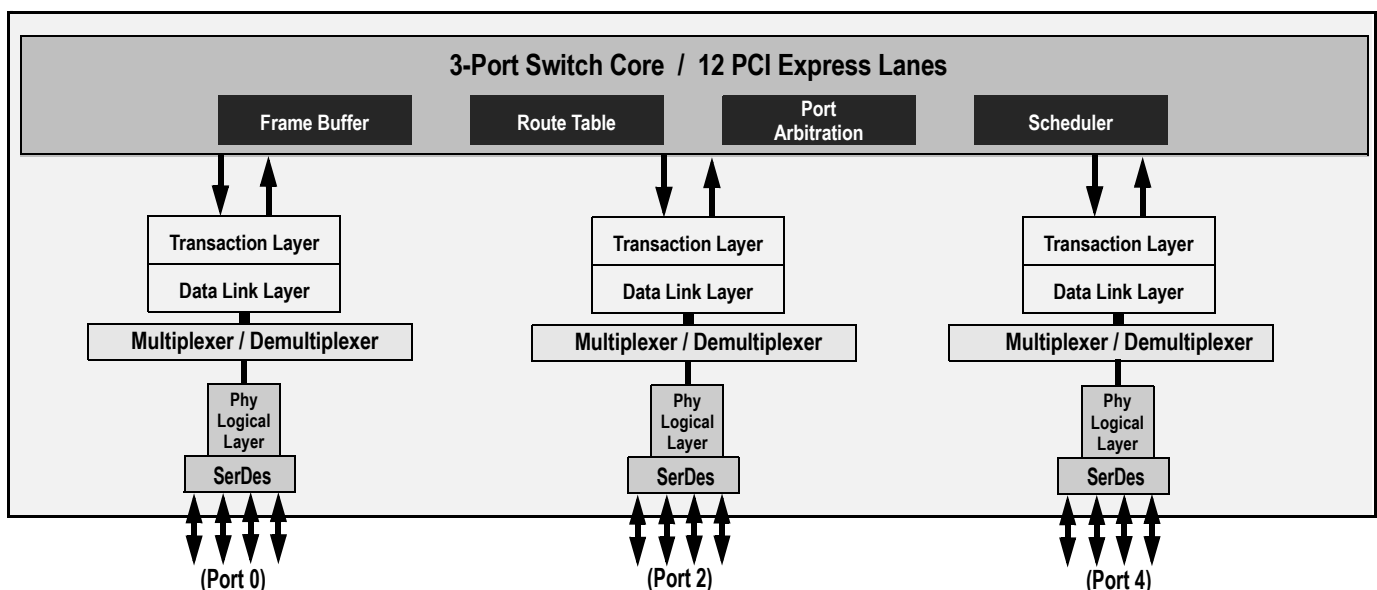 3-Port Switch Core / 12 PCI Express Lanes
Frame Buffer
Route Table
Port
Arbitration
Scheduler
Transaction Layer
Data Link Layer
Multiplexer / Demultiplexer
Phy
Logical
Layer
SerDes
(Port 0)
Transaction Layer
Data Link Layer
Multiplexer / Demultiplexer
Phy
Logical
Layer
SerDes
(Port 2)
Transaction Layer
Data Link Layer
Multiplexer / Demultiplexer
Phy
Logical
Layer
SerDes
(Port 4)